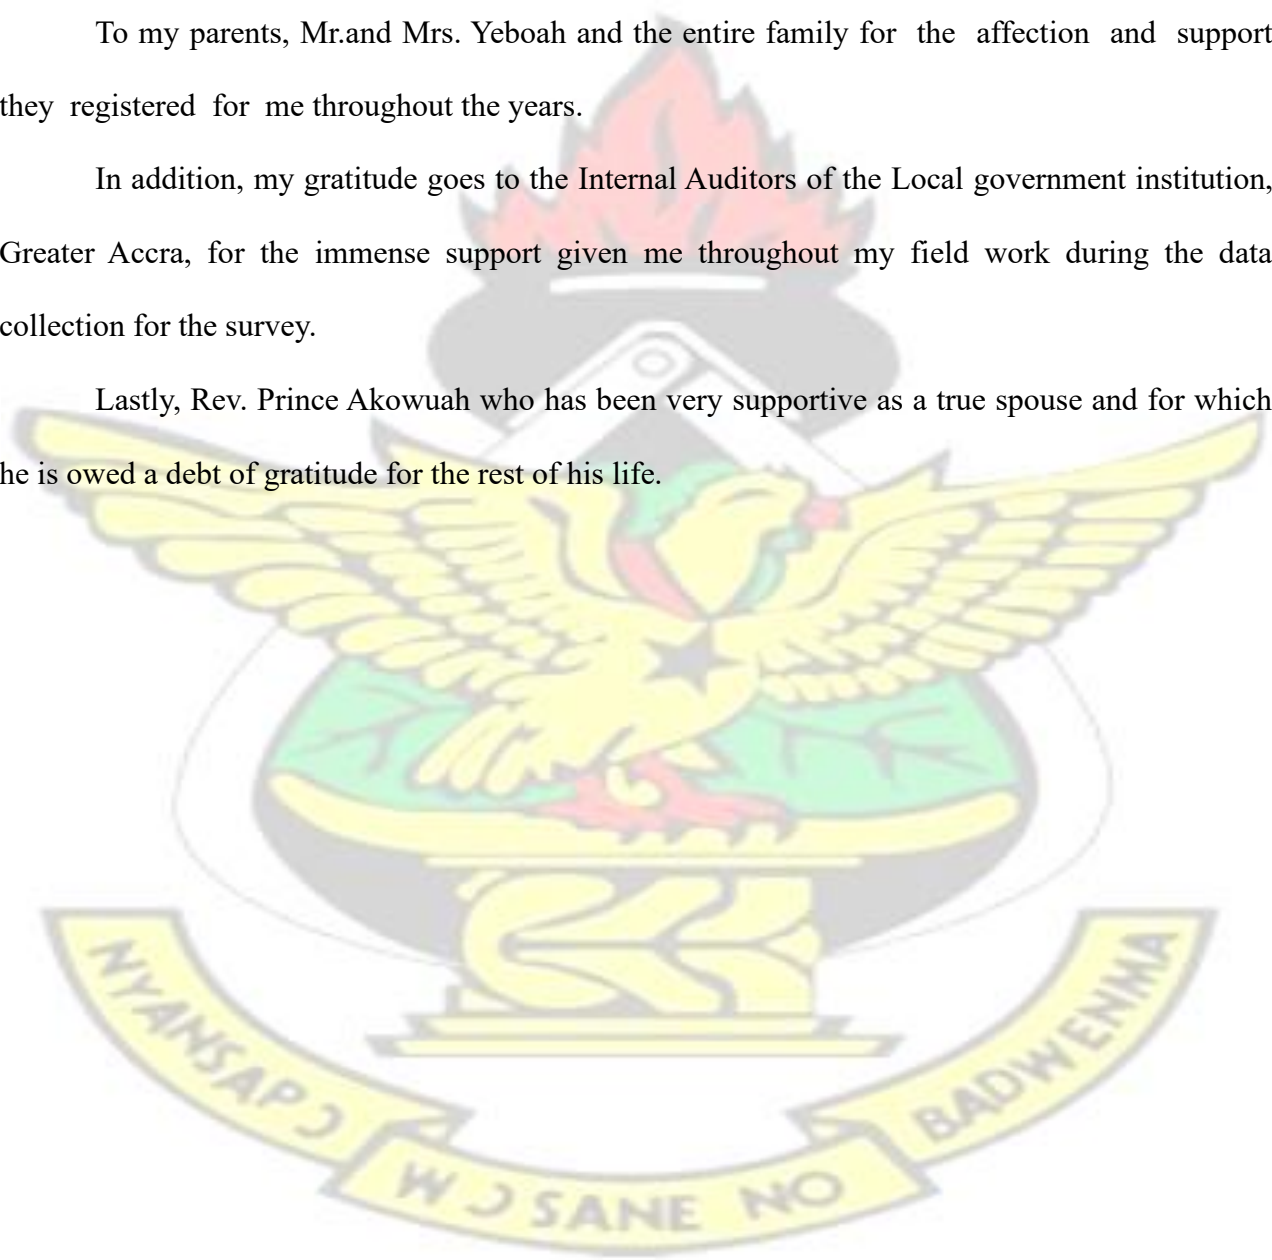 To my parents, Mr.and Mrs. Yeboah and the entire family for the affection and support
they registered for me throughout the years.
In addition, my gratitude goes to the Internal Auditors of the Local government institution,
Greater Accra, for the immense support given me throughout my field work during the data
collection for the survey.
Lastly, Rev. Prince Akowuah who has been very supportive as a true spouse and for which
he is owed a debt of gratitude for the rest of his life.
NYANSAPƆ
WƆSANE NO
BADWENMA